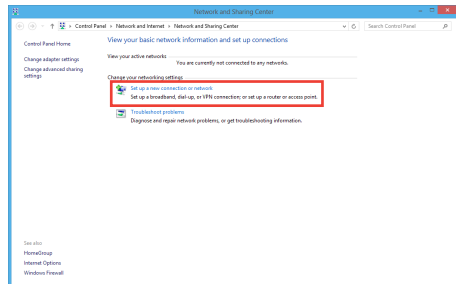 Network and Sharing Center
Control Panel
Network and Internet
Network and Sharing Center
Search Control Panel
Control Panel Home
Change adapter settings
Change advanced sharing
settings
View your basic network information and set up connections
View your active networks
You are currently not connected to any networks.
Change your networking settings
Set up a new connection or network
Set up a broadband, dial-up, or VPN connection; or set up a router or access point.
Troubleshoot problems
Diagnose and repair network problems, or get troubleshooting information.
See also
HomeGroup
Internet Options
Windows Firewall